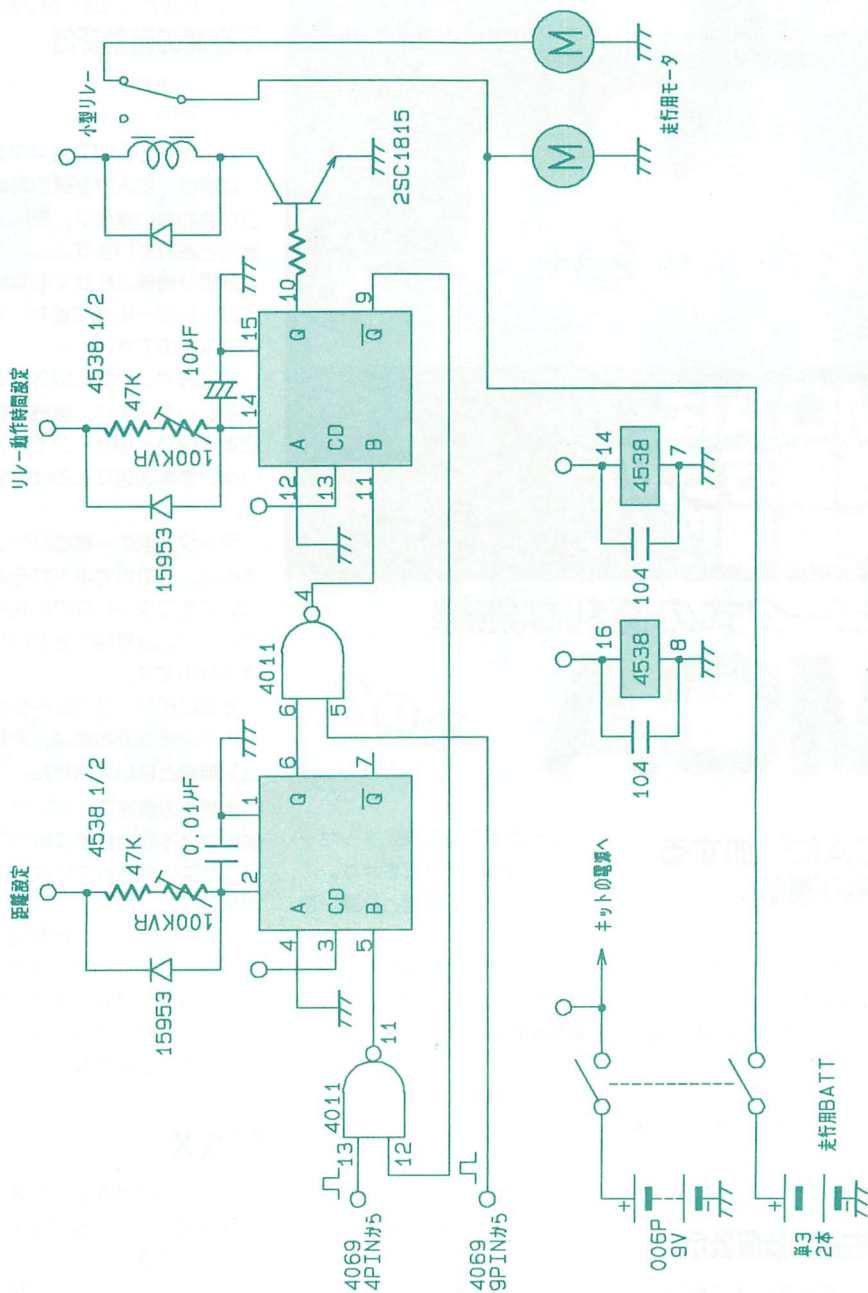 距離設定
4538 1/2
47K
100KVR
15953
0.01μF
2
1
4
A
Q
6
3
CD
5
B
Q
7
4069
4PINから
13
12
4011
11
4069
9PINから
6
5
4011
4
リレー動作時間設定
4538 1/2
47K
100KVR
15953
10μF
14
15
12
A
Q
10
13
CD
11
B
Q
9
小型リレー
2SC1815
M
M
走行用モータ
キットの電源へ
006P
9V
+
-
単3
2本
+
-
走行用BATT
16
4538
8
104
14
4538
7
104